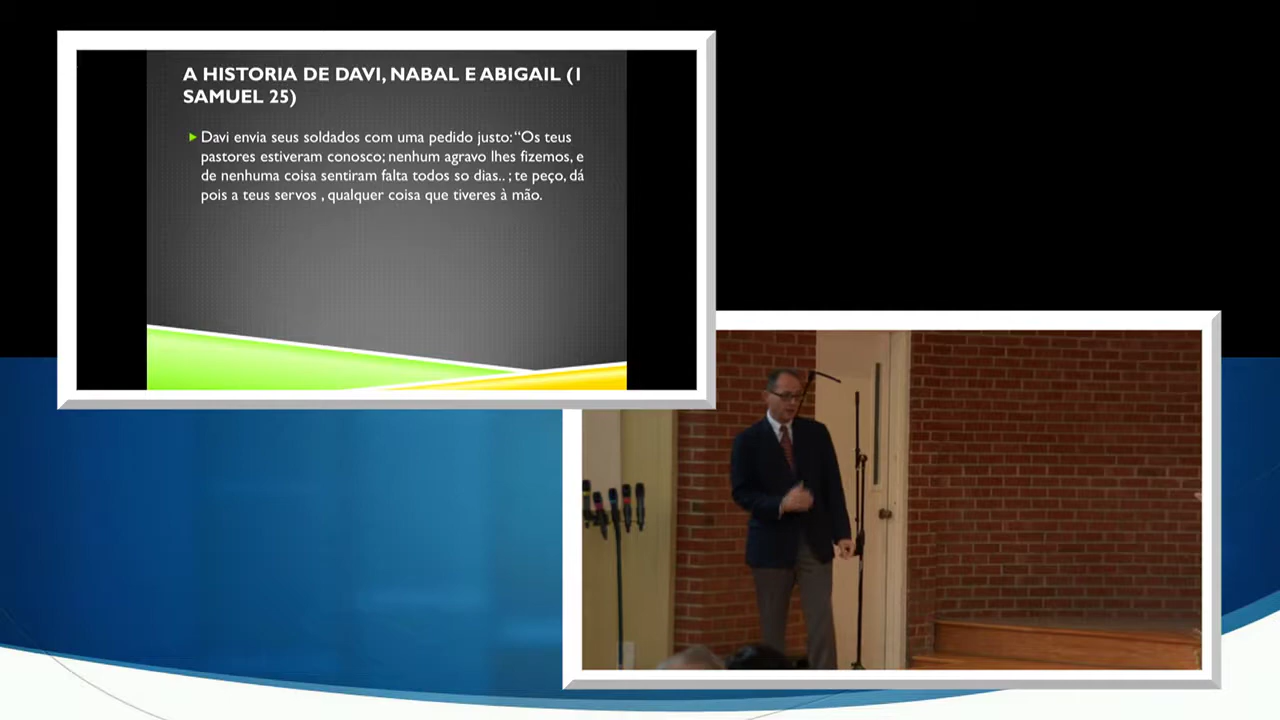 A HISTORIA DE DAVI, NABAL E ABIGAIL (I
SAMUEL 25)
Davi envia seus soldados com uma pedido justo: “Os teus
pastores estiveram conosco; nenhum agravo lhes fizemos, e
de nenhuma coisa sentiram falta todos so dias.. ; te peço, dá
pois a teus servos , qualquer coisa que tiveres à mão.